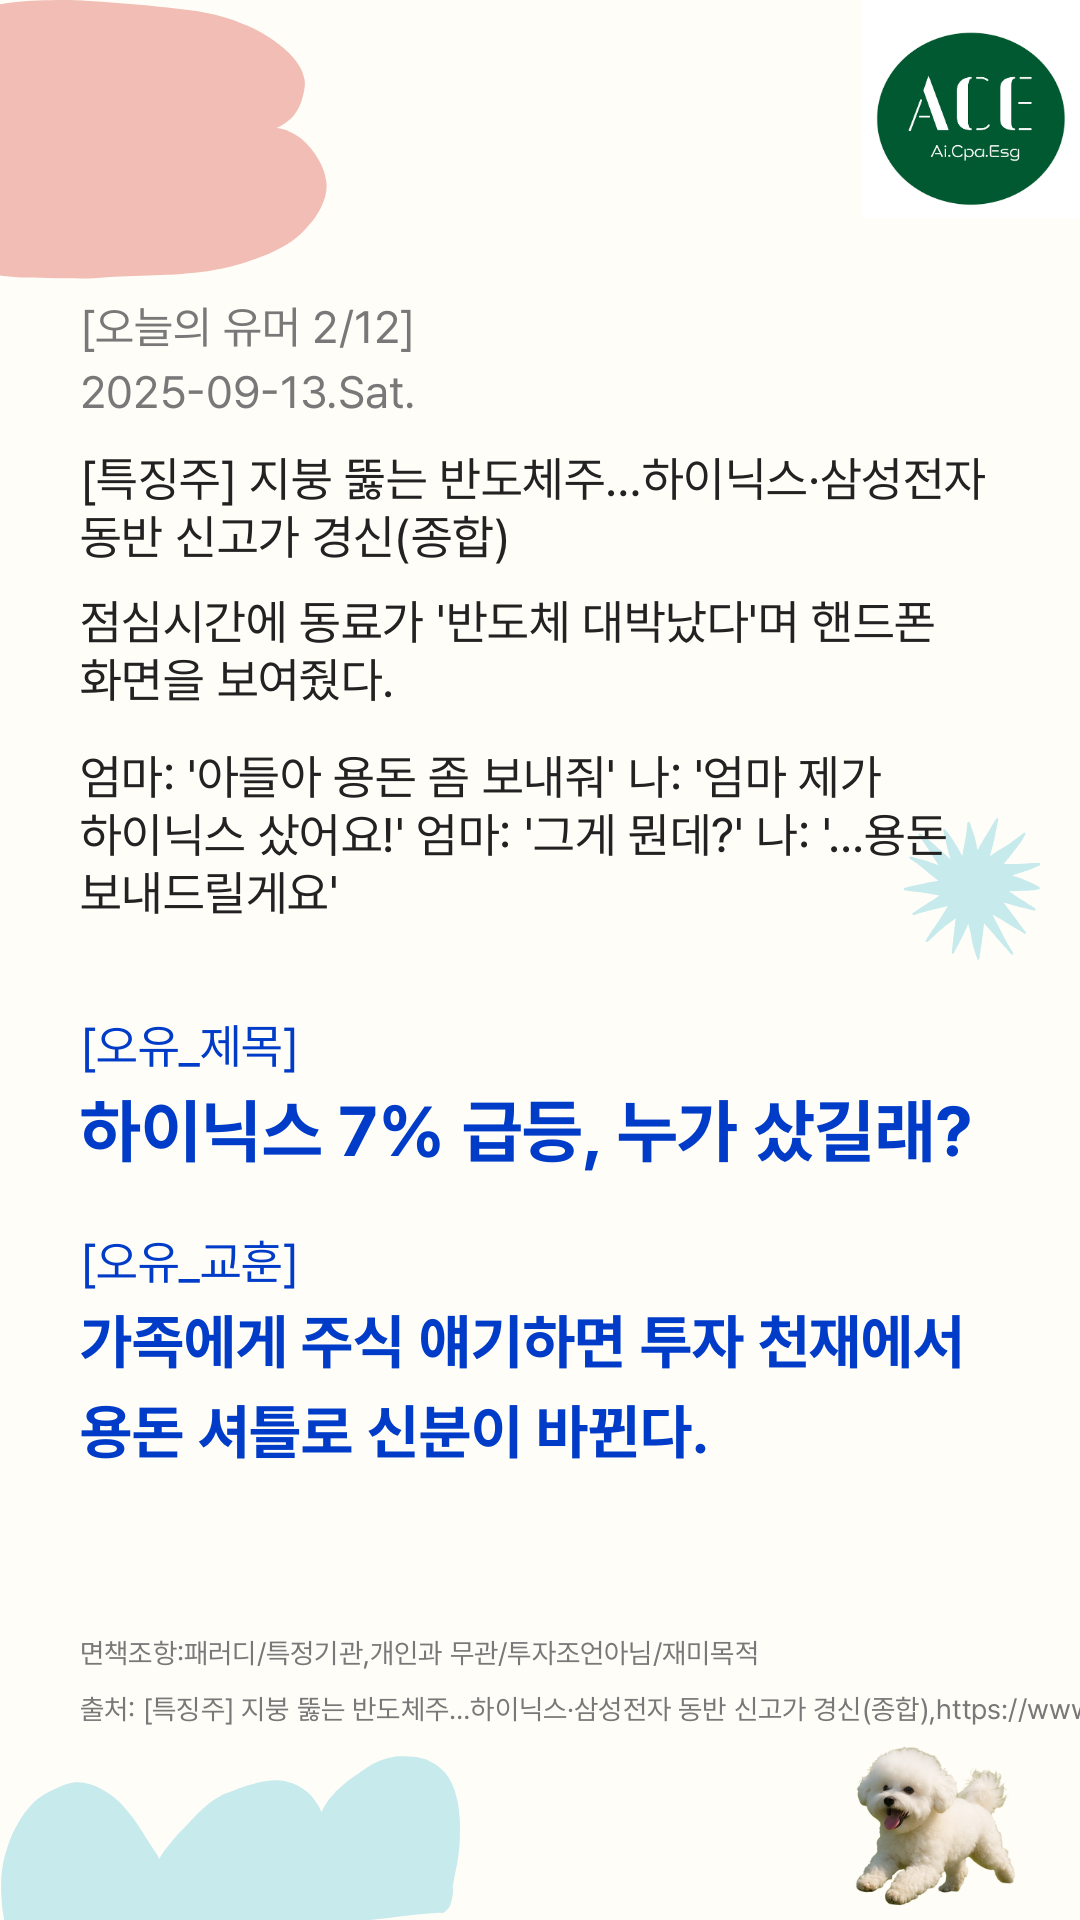 ACE
Ai.Cpa.Esg
[오늘의 유머 2/12]
2025-09-13.Sat.
[특징주] 지붕 뚫는 반도체주...하이닉스·삼성전자
동반 신고가 경신(종합)
점심시간에 동료가 '반도체 대박났다'며 핸드폰
화면을 보여줬다.
엄마: '아들아 용돈 좀 보내줘' 나: '엄마 제가
하이닉스 샀어요!' 엄마: '그게 뭔데?' 나: '...용돈
보내드릴게요'
[오유_제목]
하이닉스 7% 급등, 누가 샀길래?
[오유_교훈]
가족에게 주식 얘기하면 투자 천재에서
용돈 셔틀로 신분이 바뀐다.
면책조항:패러디/특정기관,개인과 무관/투자조언아님/재미목적
출처: [특징주] 지붕 뚫는 반도체주...하이닉스·삼성전자 동반 신고가 경신(종합),https://www